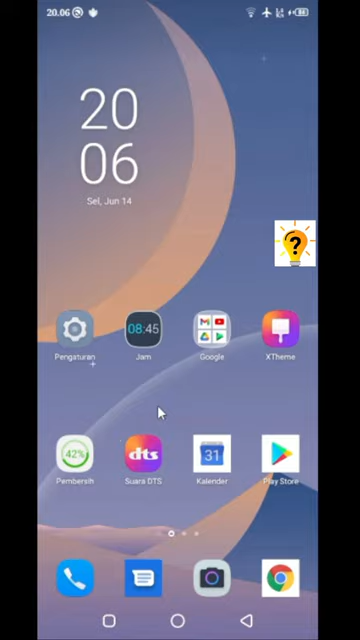 20.06
20
06
Sel, Jun 14
?
08:45
Pengaturan
Jam
Google
XTheme
42%
dts
31
Pembersih
Suara DTS
Kalender
Play Store